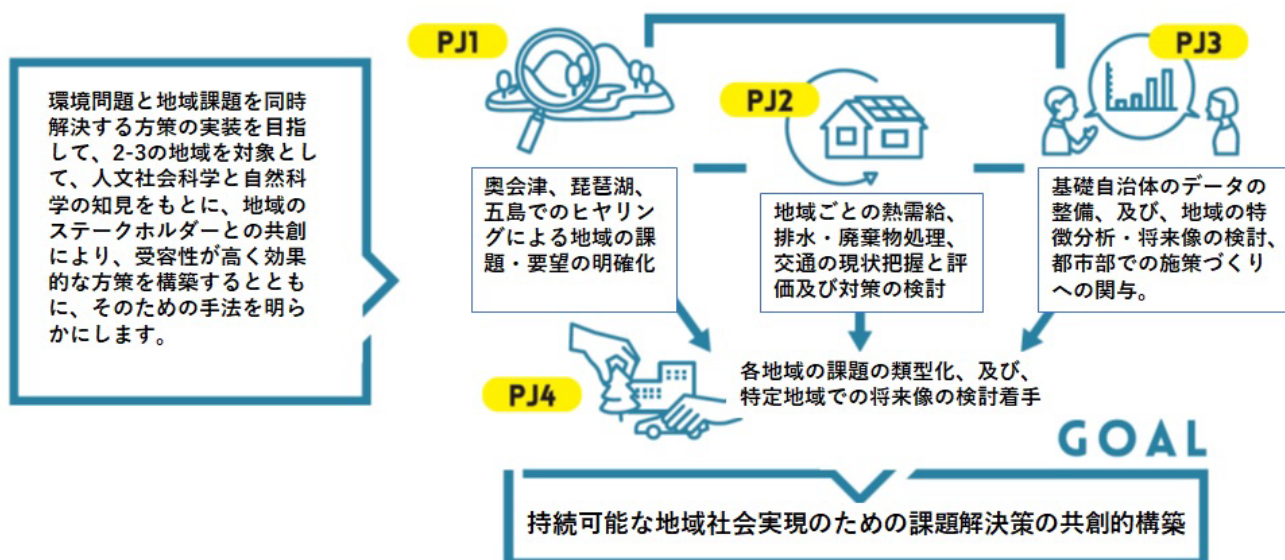 環境問題と地域課題を同時
解決する方策の実装を目指
して、2-3の地域を対象とし
て、人文社会科学と自然科
学の知見をもとに、地域の
ステークホルダーとの共創
により、受容性が高く効果
的な方策を構築するととも
に、そのための手法を明ら
かにします。
PJ1
奥会津、琵琶湖、
五島でのヒヤリン
グによる地域の課
題・要望の明確化
PJ2
地域ごとの熱需給、
排水・廃棄物処理、
交通の現状把握と評
価及び対策の検討
PJ3
基礎自治体のデータの
整備、及び、地域の特
徴分析・将来像の検討、
都市部での施策づくり
への関与。
PJ4
各地域の課題の類型化、及び、
特定地域での将来像の検討着手
GOAL
持続可能な地域社会実現のための課題解決策の共創的構築